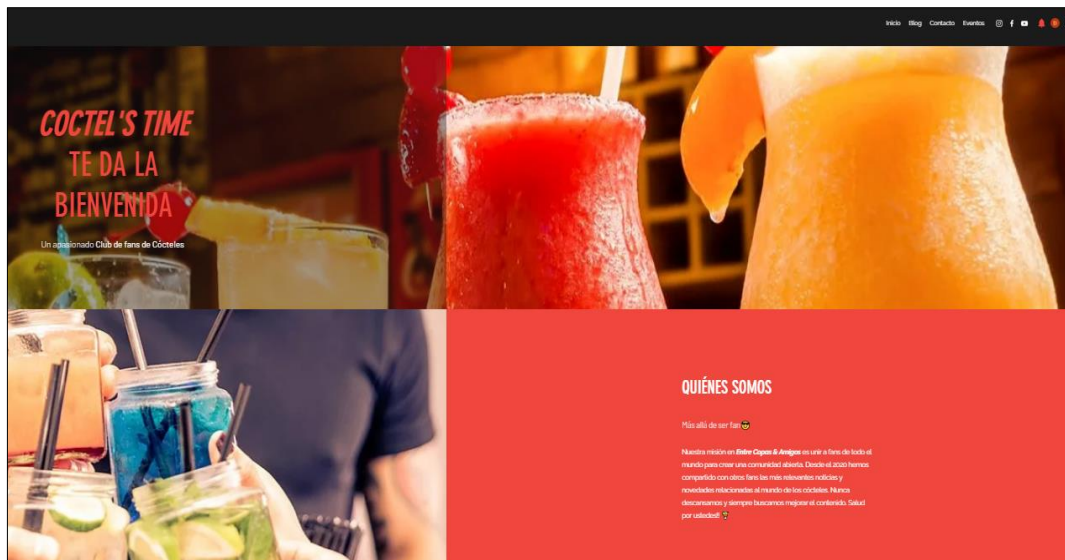 Inicio Blog Contacto Eventos
COCTEL'S TIME
TE DA LA
BIENVENIDA
Un apasionado Club de fans de Cócteles
QUIÉNES SOMOS
Más allá de ser fan
Nuestra misión en Entre Copas & Amigos es unir a fans de todo el
mundo para crear una comunidad abierta. Desde el 2020 hemos
compartido con otros fans las más relevantes noticias y
novedades relacionadas al mundo de los cócteles. Nunca
descansamos y siempre buscamos mejorar el contenido. Salud
por ustedes!!